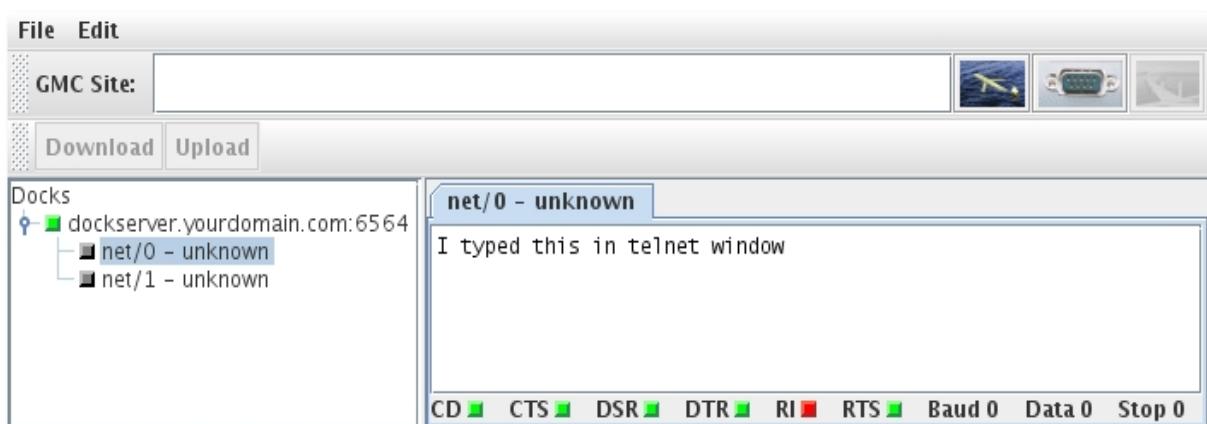 File Edit
GMC Site:
Download Upload
Docks
dockserver.yourdomain.com:6564
net/0 – unknown
net/1 – unknown
net/0 – unknown
I typed this in telnet window
CD CTS DSR DTR RI RTS Baud 0 Data 0 Stop 0